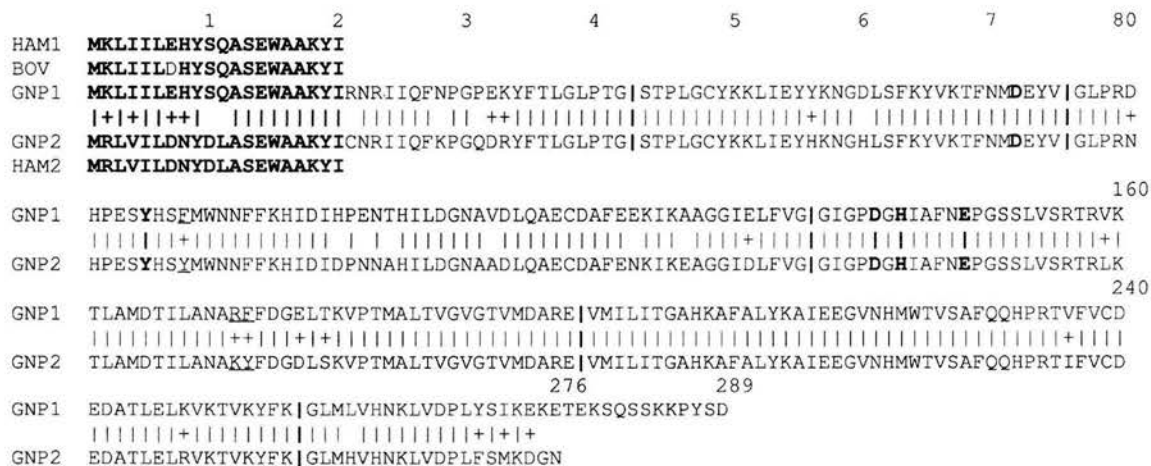 1 2 3 4 5 6 7 80
HAM1 MKLIILEHYSQASEWAAKYI
BOV MKLIILDHYSQASEWAAKYI
GNP1 MKLIILEHYSQASEWAAKYIRNRIIQFNPGPEKYFTLGLPTG|STPLGCYKKLIEYYKNGDLSFKYVKTFNMDEYV|GLPRD
|+|+||++| ||||||||| ||||||| || ++|||||||||||||||||||||+||| ||||||||||||||||||||||+
GNP2 MRLVILDNYDLASEWAAKYICNRIIQFKPGQDRYFTLGLPTG|STPLGCYKKLIEYHKNGHLSFKYVKTFNMDEYV|GLPRN
HAM2 MRLVILDNYDLASEWAAKYI
160
GNP1 HPESYHSFMWNNFFKHIDIHPENTHILDGNAVDLQAECDAFEEKIKAAGGIELFVG|GIGPDGHIAFNEPGSSLVSRTRVK
|||||||+||||||||||| | | ||||||| |||||||||| |||| ||||+|||||||||||||||||||||||||||+|
GNP2 HPESYHSYMWNNFFKHIDIDPNNAHILDGNAADLQAECDAFENKIKEAGGIDLFVG|GIGPDGHIAFNEPGSSLVSRTRLK
240
GNP1 TLAMDTILANARFFDGELTKVPTMALTVGVGTVMDARE|VMILITGAHKAFALYKAIEEGVNHMWTVSAFQQHPRTVFVCD
|||||||||||++|||+|+||||||||||||||||||||||||||||||||||||||||||||||||||||||||+||||
GNP2 TLAMDTILANAKYFDGDLSKVPTMALTVGVGTVMDARE|VMILITGAHKAFALYKAIEEGVNHMWTVSAFQQHPRTIFVCD
276 289
GNP1 EDATLELKVKTVKYFK|GLMLVHNKLVDPLYSIKEKETEKSQSSKKPYSD
|||||||+|||||||||||| |||||||||+|+|+
GNP2 EDATLELRVKTVKYFK|GLMHVHNKLVDPLFSMKDGN